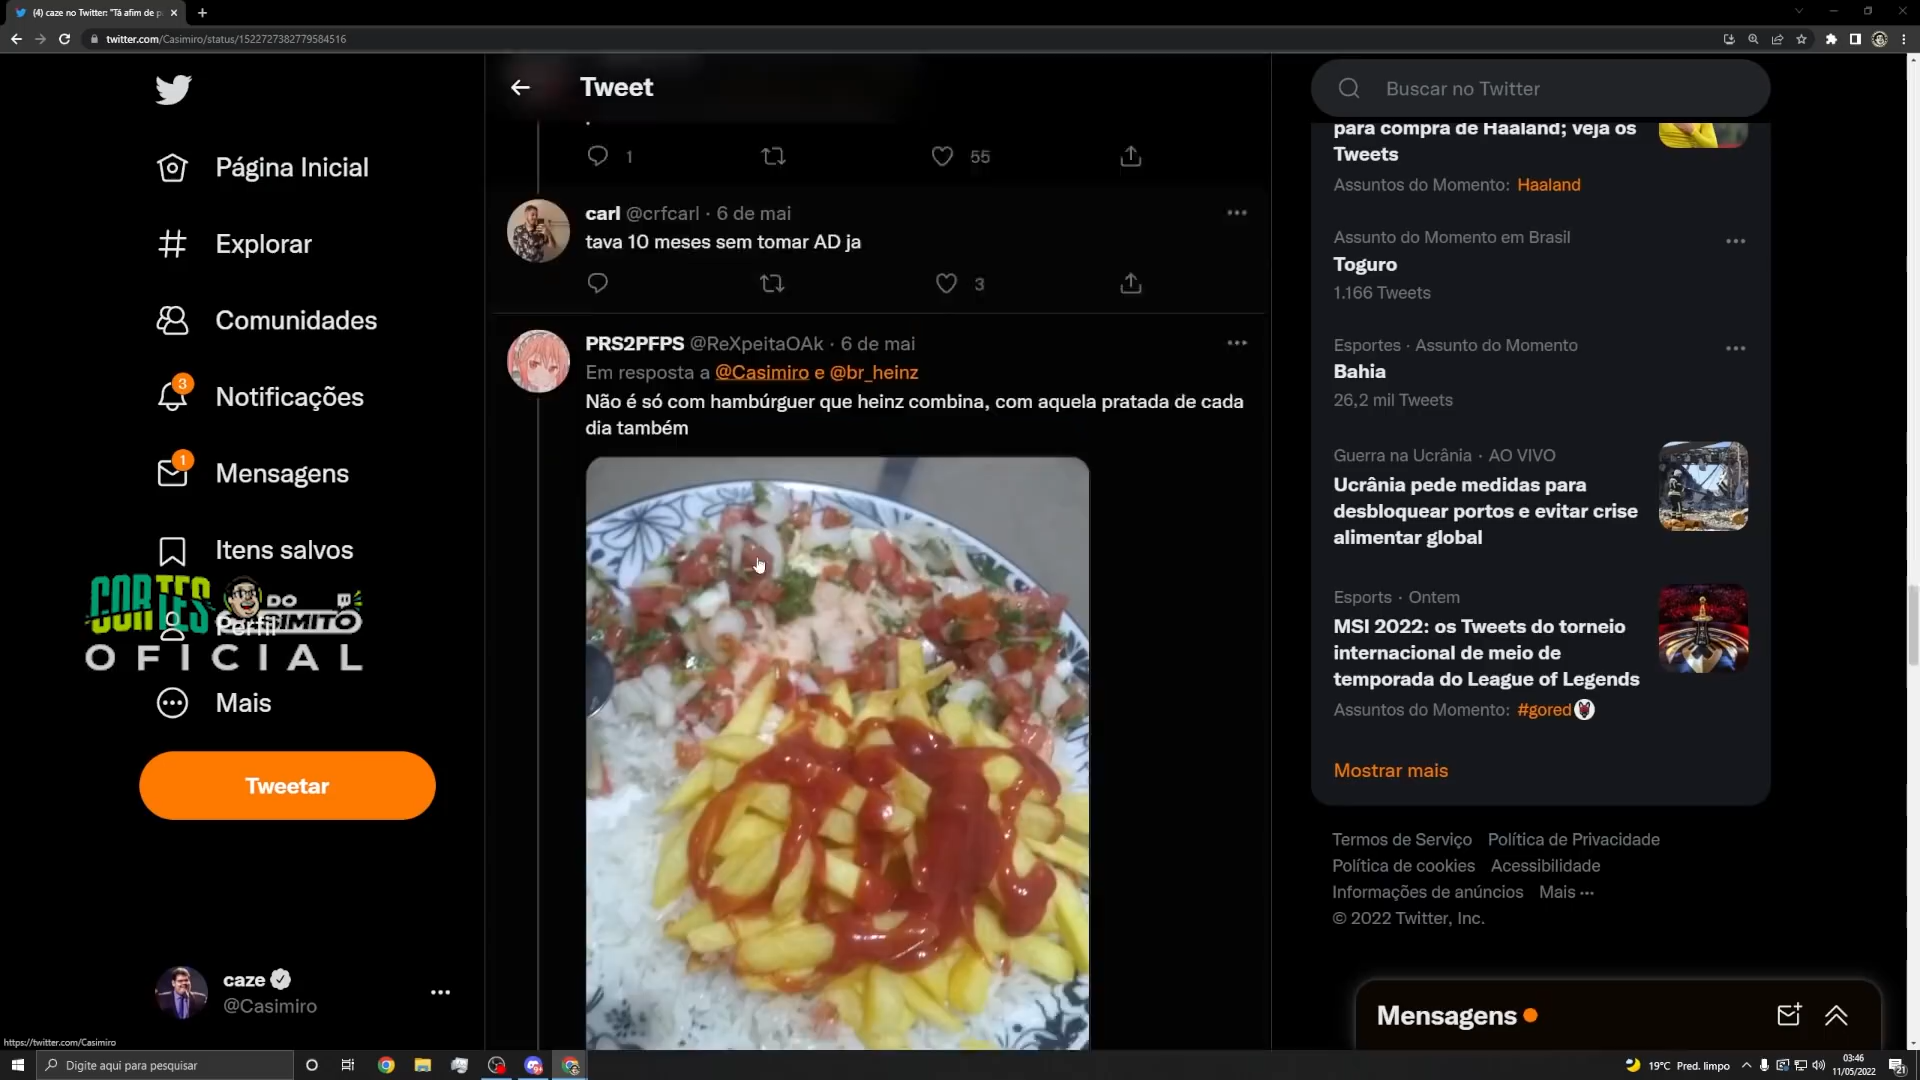 (4) caze no Twitter: "Tá afim de p
twitter.com/Casimiro/status/1522727382779584516
Página Inicial
Explorar
Comunidades
3
Notificações
1
Mensagens
Itens salvos
Perfil
Mais
Tweetar
CORTES DO CASIMITO
OFICIAL
caze
@Casimiro
https://twitter.com/Casimiro
Tweet
1
55
carl @crfcarl · 6 de mai
tava 10 meses sem tomar AD ja
3
PRS2PFPS @ReXpeitaOAk · 6 de mai
Em resposta a @Casimiro e @br_heinz
Não é só com hambúrguer que heinz combina, com aquela pratada de cada
dia também
Buscar no Twitter
para compra de Haaland; veja os
Tweets
Assuntos do Momento: Haaland
Assunto do Momento em Brasil
Toguro
1.166 Tweets
Esportes · Assunto do Momento
Bahia
26,2 mil Tweets
Guerra na Ucrânia · AO VIVO
Ucrânia pede medidas para
desbloquear portos e evitar crise
alimentar global
Esports · Ontem
MSI 2022: os Tweets do torneio
internacional de meio de
temporada do League of Legends
Assuntos do Momento: #gored
Mostrar mais
Termos de Serviço Política de Privacidade
Política de cookies Acessibilidade
Informações de anúncios Mais ···
© 2022 Twitter, Inc.
Mensagens
Digite aqui para pesquisar
19°C Pred. limpo
03:46
11/05/2022
21